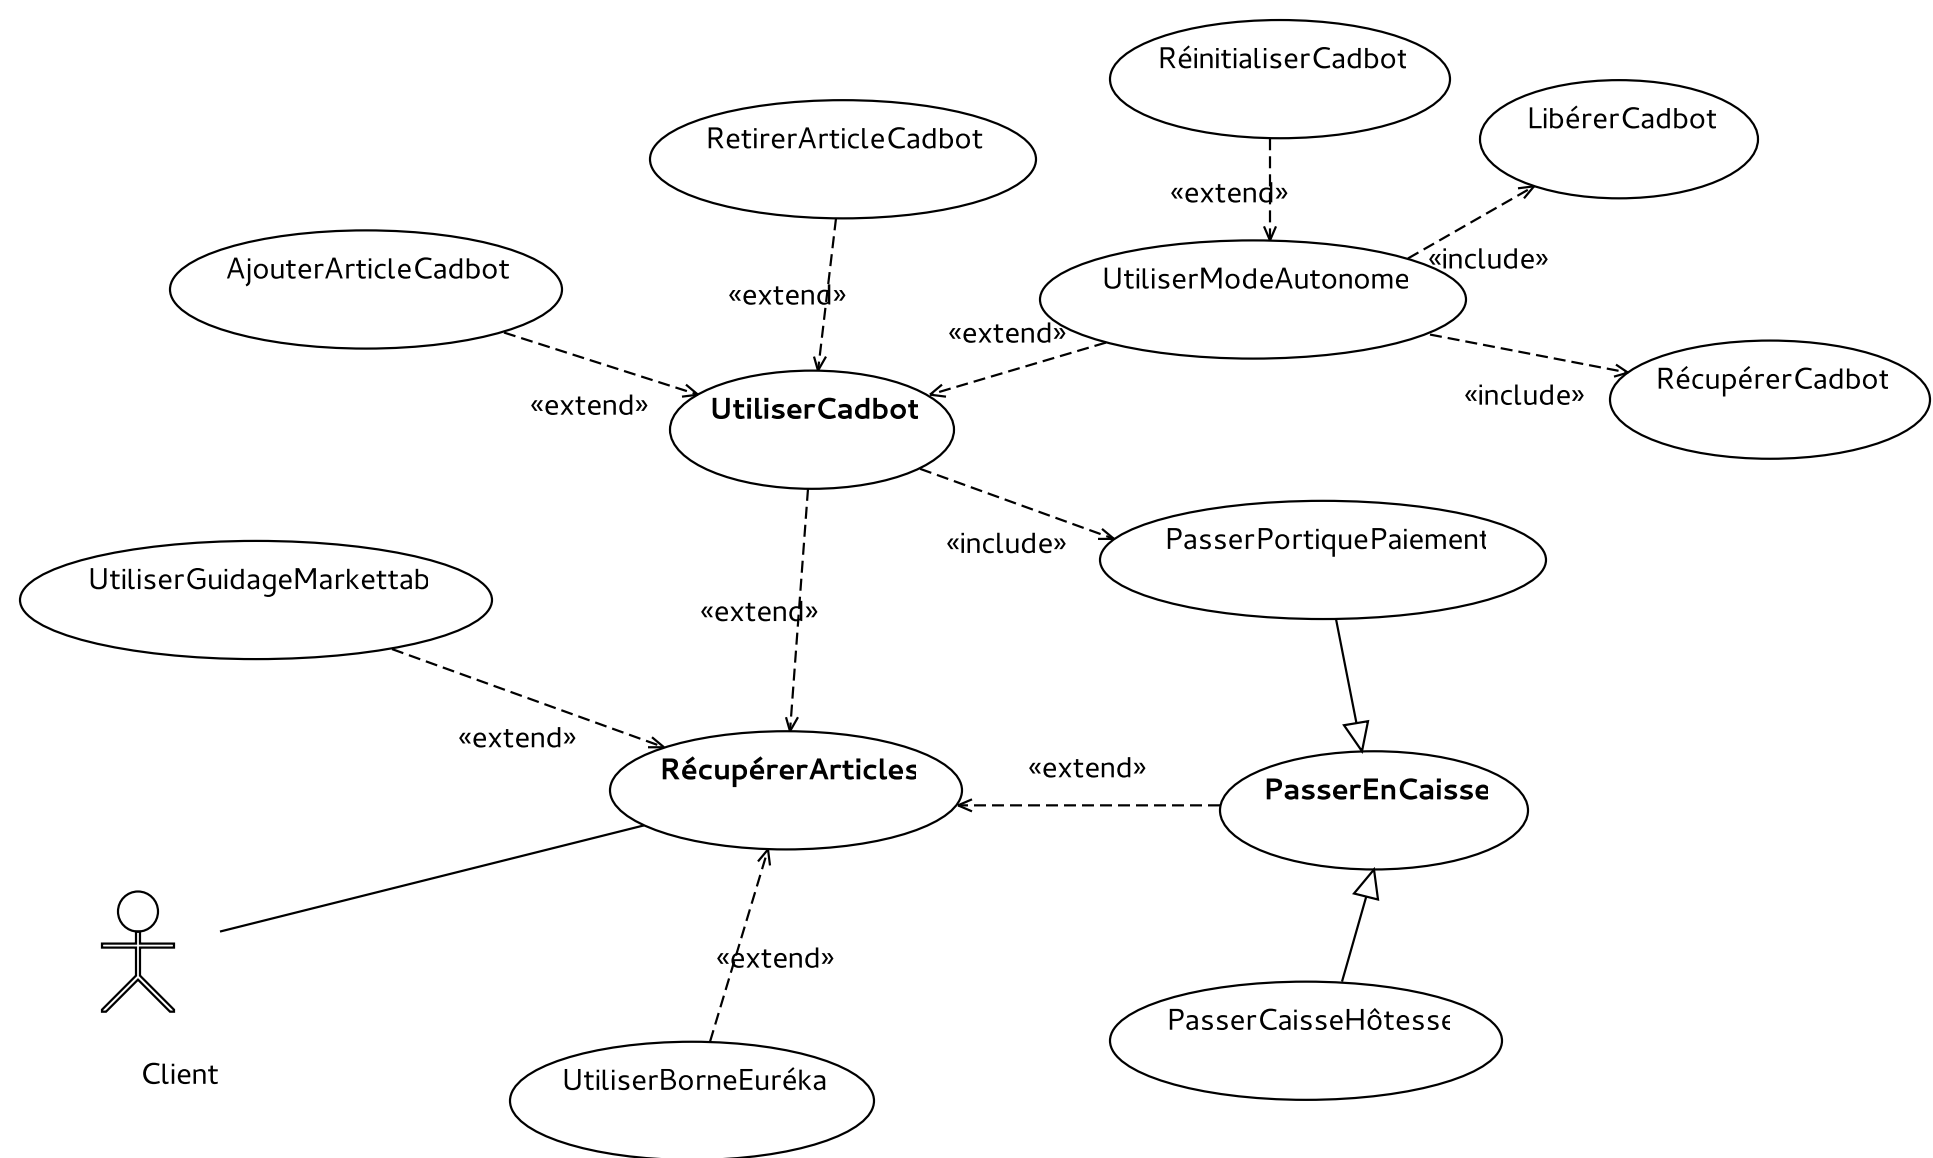 RéinitialiserCadbot
LibérerCadbot
RetirerArticleCadbot
«extend»
AjouterArticleCadbot
«include»
UtiliserModeAutonome
«extend»
«extend»
RécupérerCadbot
«include»
«extend»
UtiliserCadbot
PasserPortiquePaiement
«include»
UtiliserGuidageMarkettab
«extend»
«extend»
RécupérerArticles
«extend»
PasserEnCaisse
«extend»
PasserCaisseHôtesse
Client
UtiliserBorneEuréka